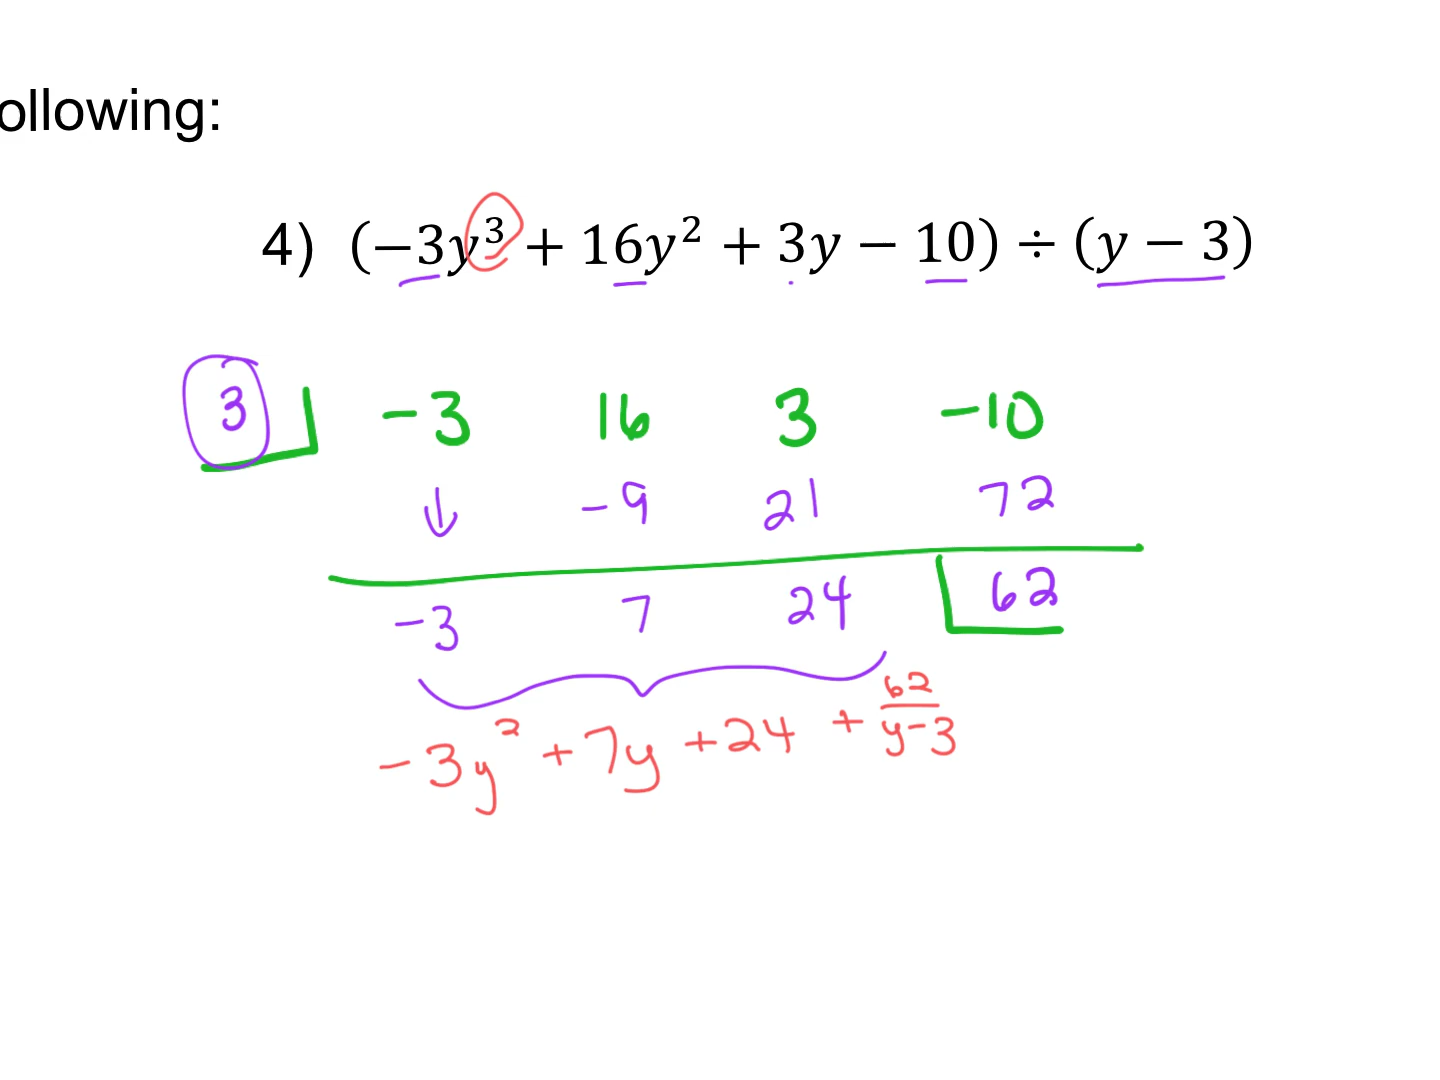 ollowing:
4) (−3y³ + 16y² + 3y − 10) ÷ (y − 3)
3 -3 16 3 -10
↓ -9 21 72
-3 7 24 62
-3y² + 7y + 24 + 62/y-3